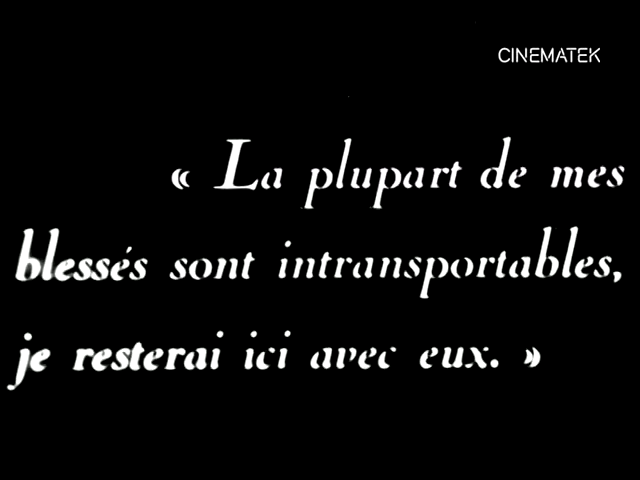 CINEMATEK
« La plupart de mes
blessés sont intransportables,
je resterai ici avec eux. »